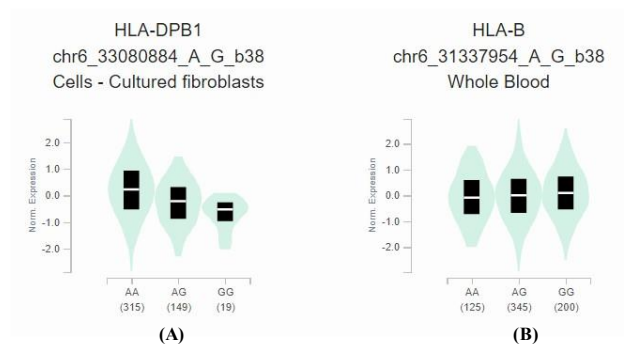 HLA-DPB1
chr6_33080884_A_G_b38
Cells - Cultured fibroblasts
Norm. Expression
2.0
1.0
0.0
-1.0
-2.0
AA
(315)
AG
(149)
GG
(19)
(A)
HLA-B
chr6_31337954_A_G_b38
Whole Blood
Norm. Expression
2.0
1.0
0.0
-1.0
-2.0
AA
(125)
AG
(345)
GG
(200)
(B)